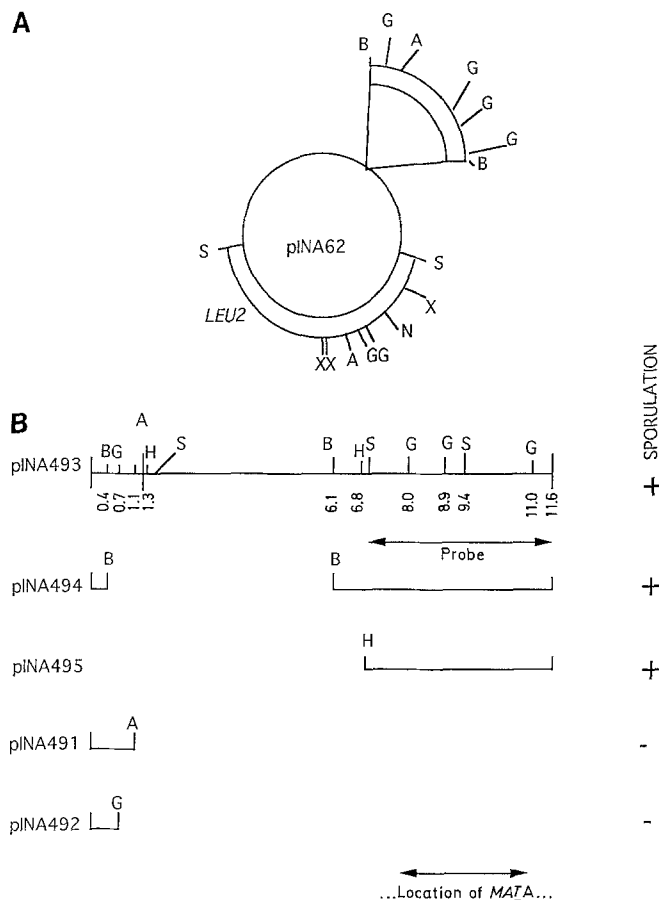 A
G
B
A
G
G
G
B
pINA62
S
S
LEU2
X
N
GG
A
XX
SPORULATION
B
A
pINA493
BG
H
S
B
H
S
G
G
S
G
+
0.4
0.7
1.1
1.3
6.1
6.8
8.0
8.9
9.4
11.0
11.6
Probe
pINA494
B
B
+
pINA495
H
+
pINA491
A
-
pINA492
G
-
...Location of MATA...